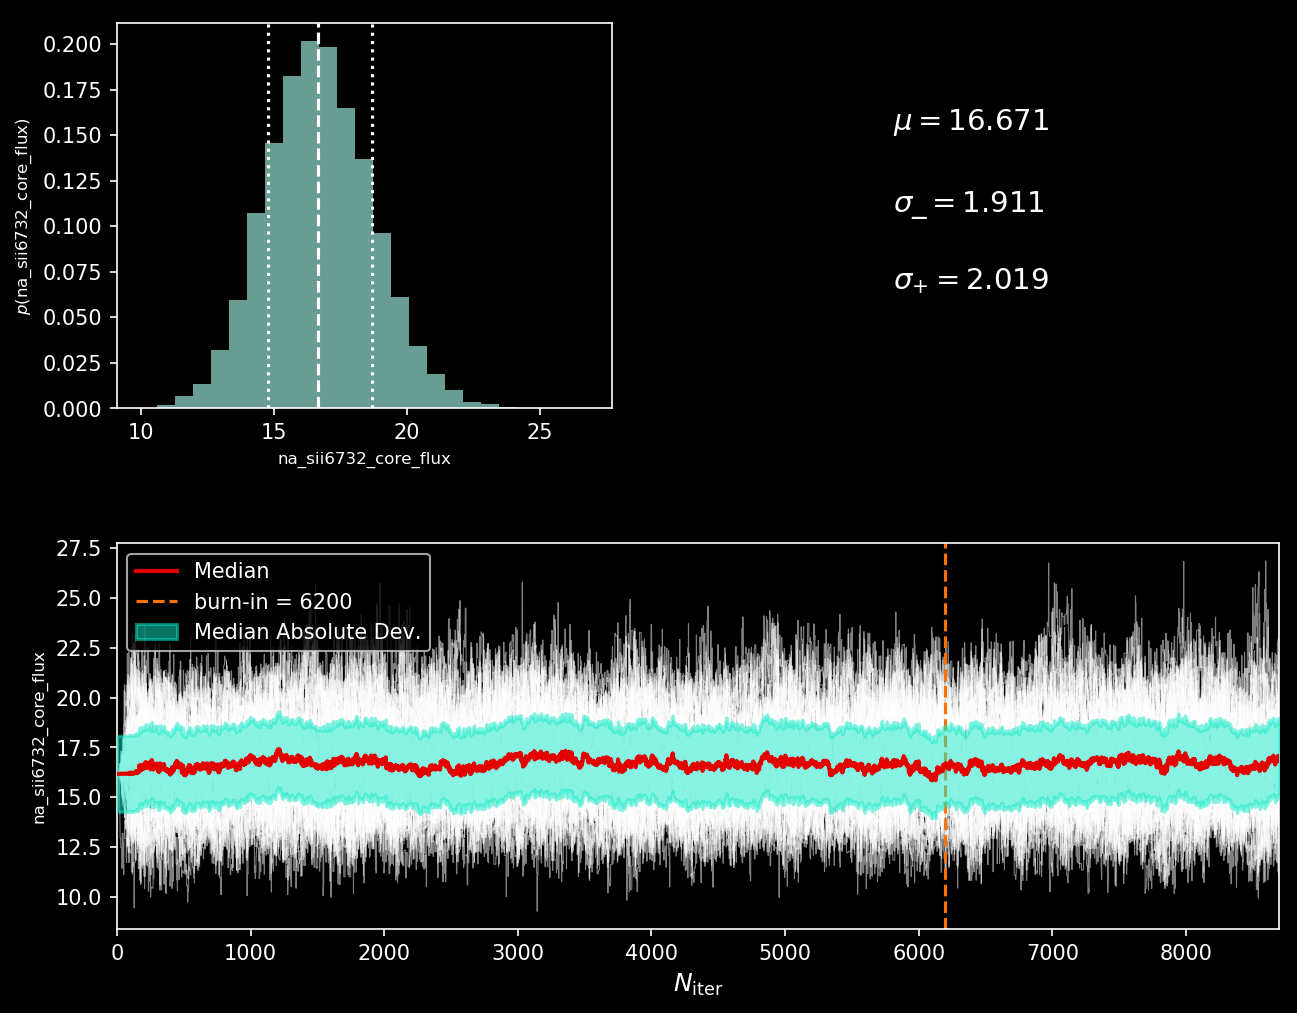 0.200
0.175
0.150
0.125
0.100
0.075
0.050
0.025
0.000
p(na_sii6732_core_flux)
10 15 20 25
na_sii6732_core_flux
μ = 16.671
σ_ = 1.911
σ+ = 2.019
27.5
25.0
22.5
20.0
17.5
15.0
12.5
10.0
na_sii6732_core_flux
Median
burn-in = 6200
Median Absolute Dev.
0 1000 2000 3000 4000 5000 6000 7000 8000
Niter